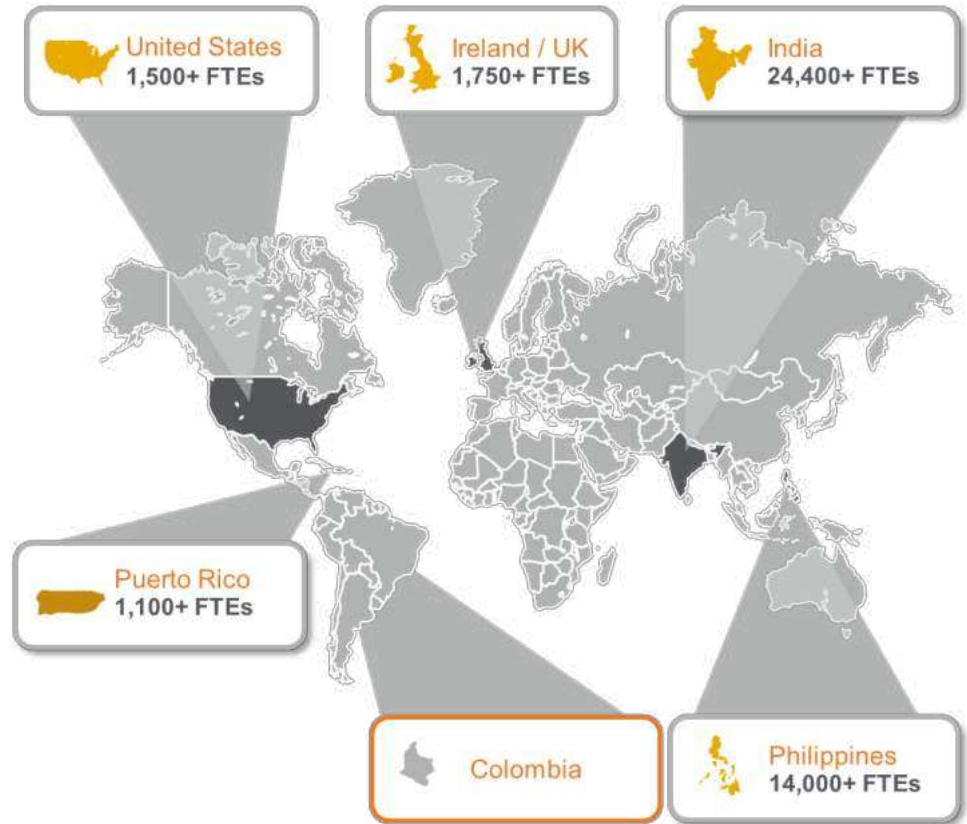 United States
1,500+ FTEs
Ireland / UK
1,750+ FTEs
India
24,400+ FTEs
Puerto Rico
1,100+ FTEs
Colombia
Philippines
14,000+ FTEs